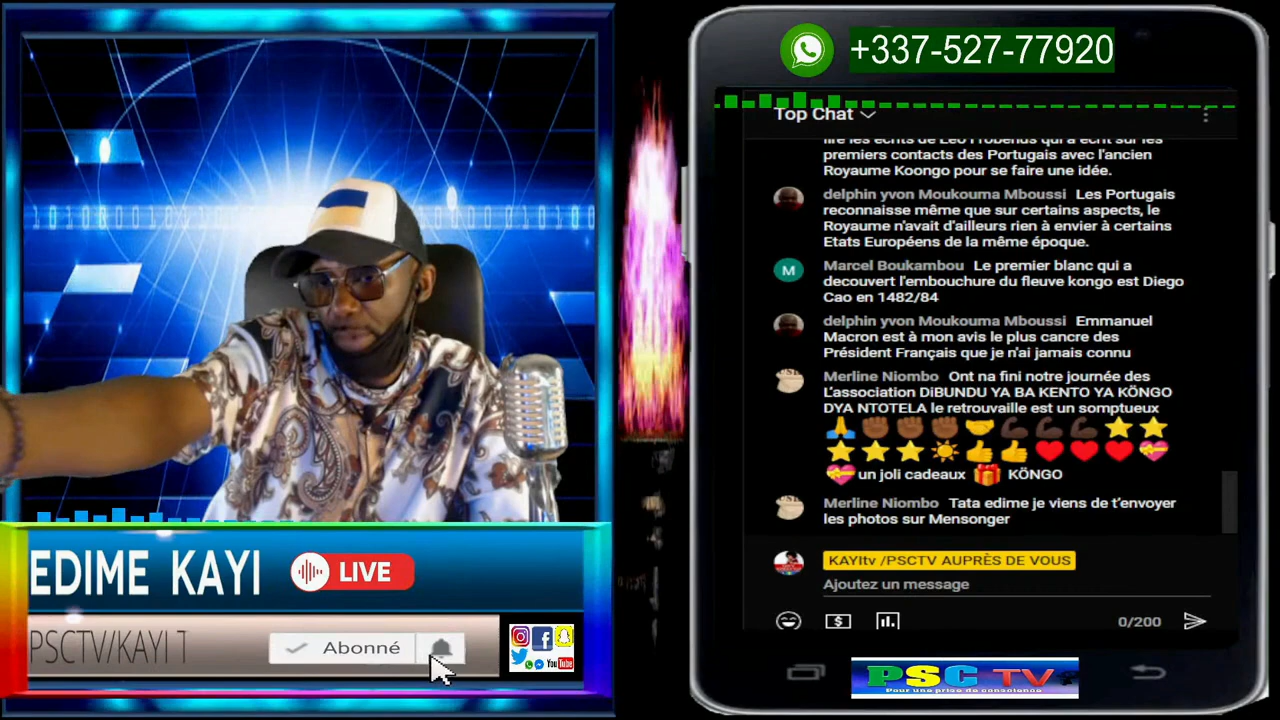 EDIME KAYI
LIVE
PSCTV/KAYI T
Abonné
You Tube
+337-527-77920
Top Chat
premiers contacts des Portugais avec l'ancien
Royaume Koongo pour se faire une idée.
delphin yvon Moukouma Mboussi Les Portugais
reconnaisse même que sur certains aspects, le
Royaume n'avait d'ailleurs rien à envier à certains
Etats Européens de la même époque.
M
Marcel Boukambou Le premier blanc qui a
decouvert l'embouchure du fleuve kongo est Diego
Cao en 1482/84
delphin yvon Moukouma Mboussi Emmanuel
Macron est à mon avis le plus cancre des
Président Français que je n'ai jamais connu
Merline Niombo Ont na fini notre journée des
L'association DiBUNDU YA BA KENTO YA KÖNGO
DYA NTOTELA le retrouvaille est un somptueux
🙏✊🏾✊🏾✊🏾🤝💪🏿💪🏿💪🏿⭐⭐
⭐⭐⭐☀👍👍❤❤❤💝
💝 un joli cadeaux 🎁 KÖNGO
Merline Niombo Tata edime je viens de t'envoyer
les photos sur Mensonger
KAYItv /PSCTV AUPRÈS DE VOUS
Ajoutez un message
0/200
PSC TV
Pour une prise de conscience